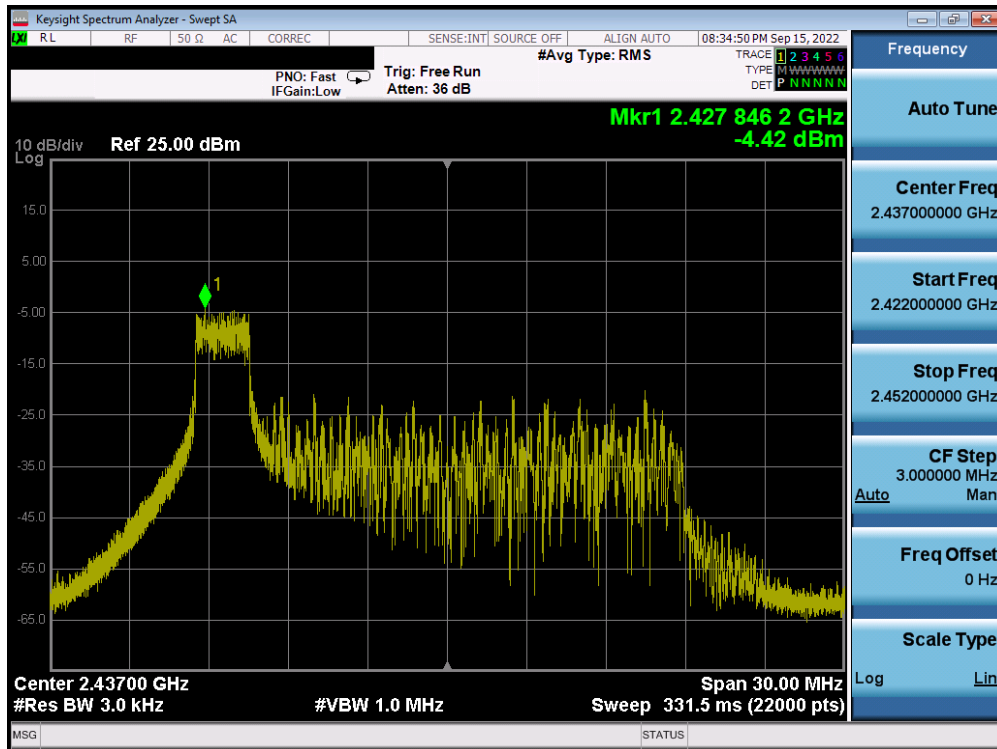 Keysight Spectrum Analyzer - Swept SA
LXI RL RF 50 Ω AC CORREC SENSE:INT SOURCE OFF ALIGN AUTO 08:34:50 PM Sep 15, 2022
PNO: Fast
IFGain:Low
Trig: Free Run
Atten: 36 dB
#Avg Type: RMS
TRACE 1 2 3 4 5 6
TYPE M WWWWW
DET P N N N N N
Mkr1 2.427 846 2 GHz
-4.42 dBm
10 dB/div
Log
Ref 25.00 dBm
15.0
5.00
-5.00
-15.0
-25.0
-35.0
-45.0
-55.0
-65.0
1
Center 2.43700 GHz
Span 30.00 MHz
#Res BW 3.0 kHz
#VBW 1.0 MHz
Sweep 331.5 ms (22000 pts)
MSG
STATUS
Frequency
Auto Tune
Center Freq
2.437000000 GHz
Start Freq
2.422000000 GHz
Stop Freq
2.452000000 GHz
CF Step
3.000000 MHz
Auto Man
Freq Offset
0 Hz
Scale Type
Log Lin